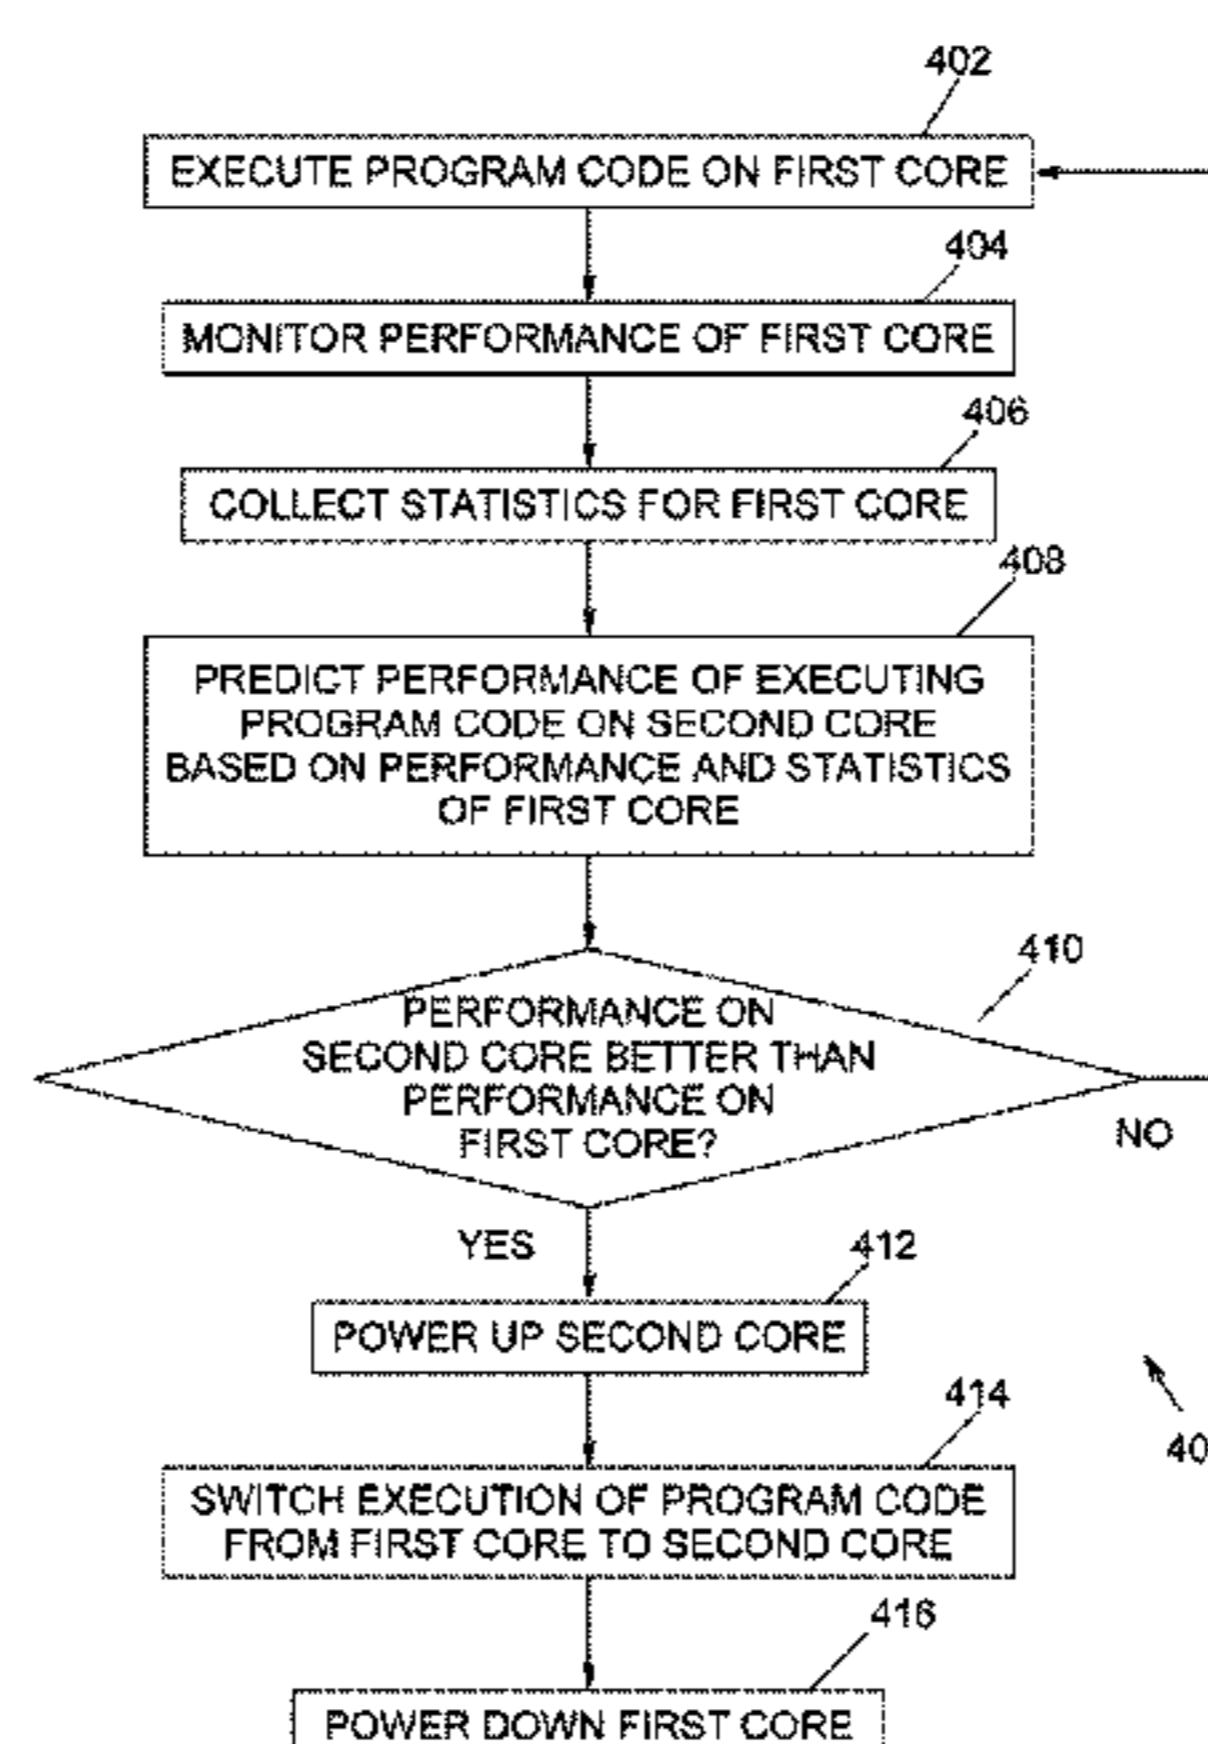 402
EXECUTE PROGRAM CODE ON FIRST CORE
404
MONITOR PERFORMANCE OF FIRST CORE
406
COLLECT STATISTICS FOR FIRST CORE
408
PREDICT PERFORMANCE OF EXECUTING
PROGRAM CODE ON SECOND CORE
BASED ON PERFORMANCE AND STATISTICS
OF FIRST CORE
410
PERFORMANCE ON
SECOND CORE BETTER THAN
PERFORMANCE ON
FIRST CORE?
NO
YES
412
POWER UP SECOND CORE
414
40
SWITCH EXECUTION OF PROGRAM CODE
FROM FIRST CORE TO SECOND CORE
416
POWER DOWN FIRST CORE